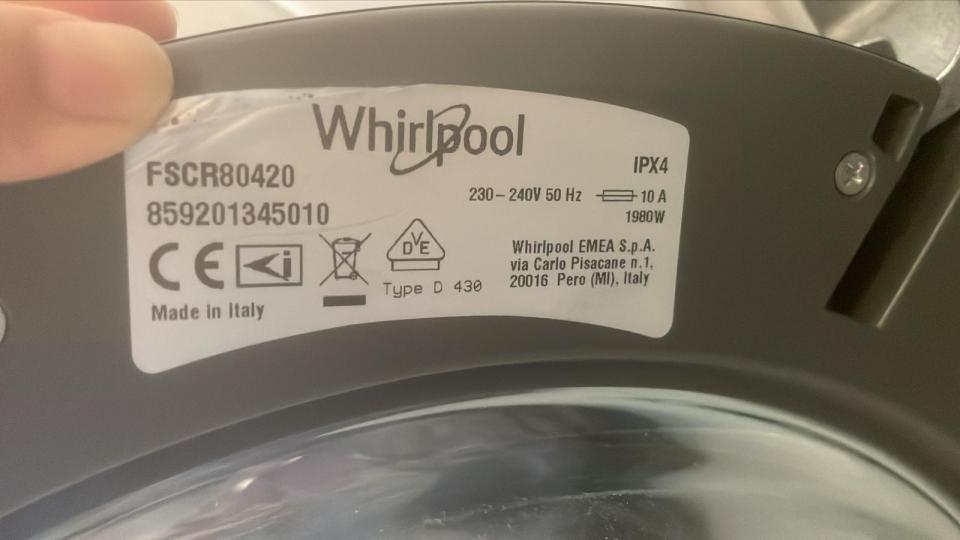 Whirlpool
FSCR80420
859201345010
IPX4
230-240V 50 Hz 10 A
1980W
CE
DVE
Type D 430
Made in Italy
Whirlpool EMEA S.p.A.
via Carlo Pisacane n.1,
20016 Pero (MI), Italy